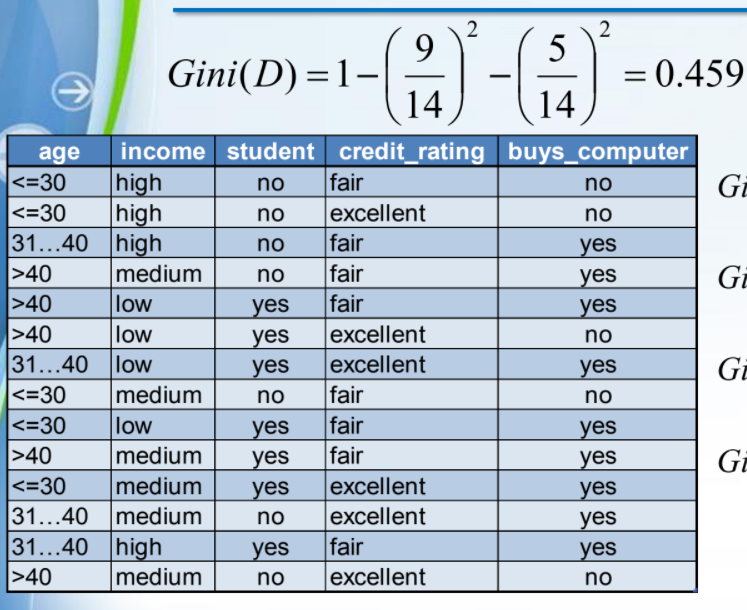 Gini(D) = 1 − (9/14)² − (5/14)² = 0.459
age income student credit_rating buys_computer
<=30 high no fair no
<=30 high no excellent no
31…40 high no fair yes
>40 medium no fair yes
>40 low yes fair yes
>40 low yes excellent no
31…40 low yes excellent yes
<=30 medium no fair no
<=30 low yes fair yes
>40 medium yes fair yes
<=30 medium yes excellent yes
31…40 medium no excellent yes
31…40 high yes fair yes
>40 medium no excellent no
Gi
Gi
Gi
Gi